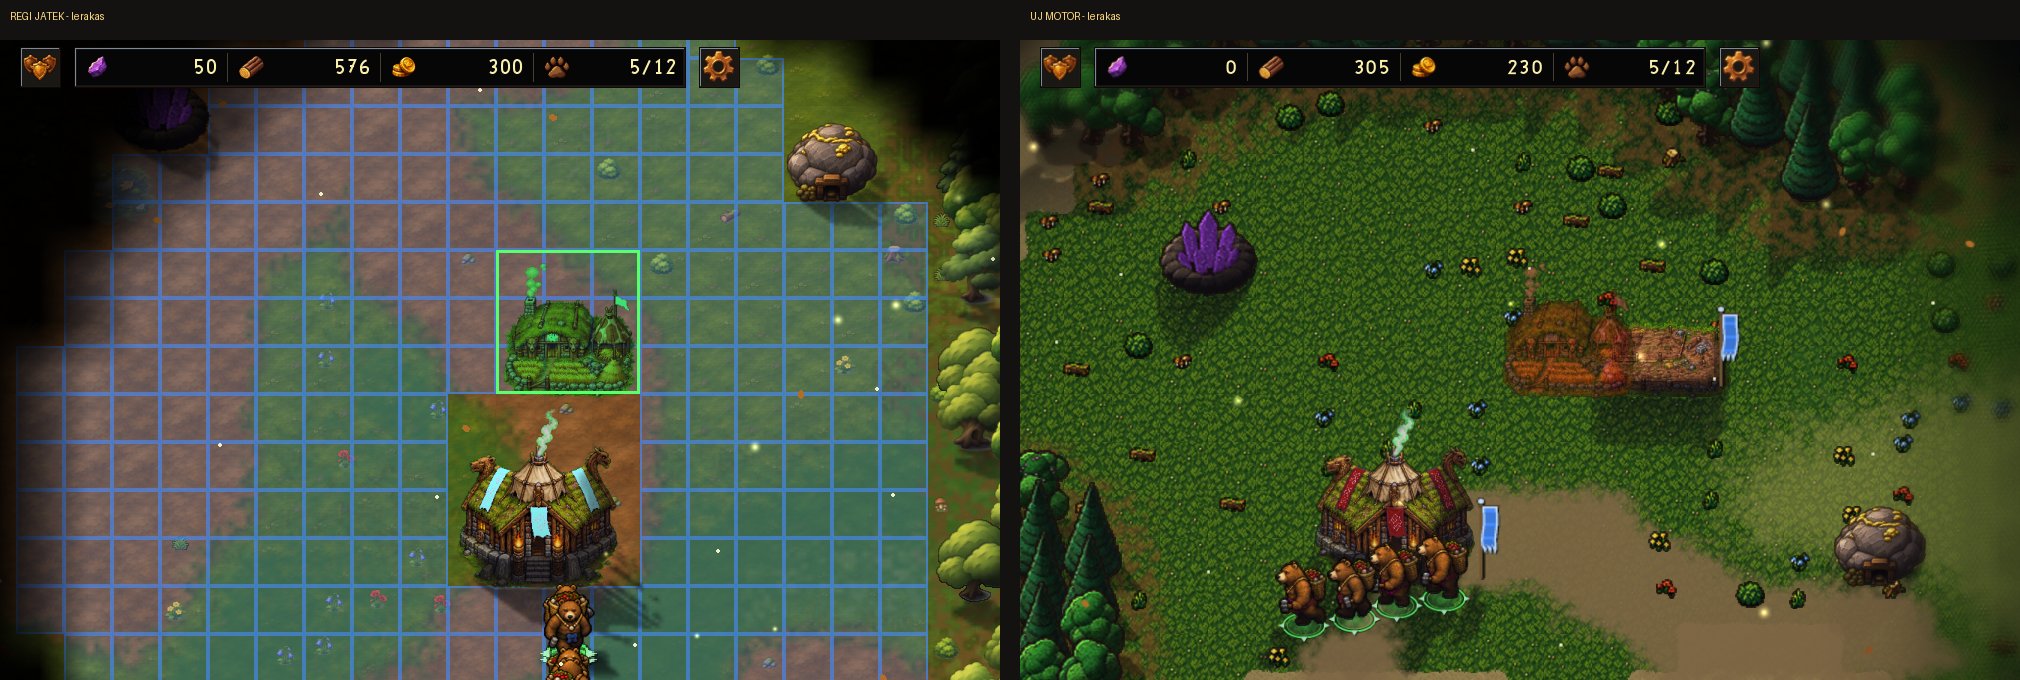 REGI JATEK - lerakas
UJ MOTOR - lerakas
50 576 300 5/12
0 305 230 5/12